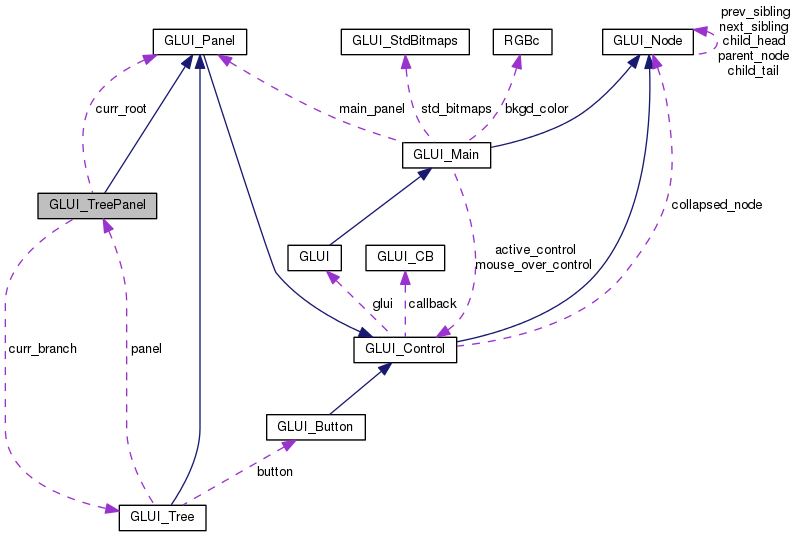 prev_sibling
next_sibling
child_head
parent_node
child_tail
GLUI_Panel
GLUI_StdBitmaps
RGBc
GLUI_Node
curr_root
main_panel
std_bitmaps
bkgd_color
GLUI_Main
GLUI_TreePanel
collapsed_node
GLUI
GLUI_CB
active_control
mouse_over_control
glui
callback
curr_branch
panel
GLUI_Control
GLUI_Button
button
GLUI_Tree